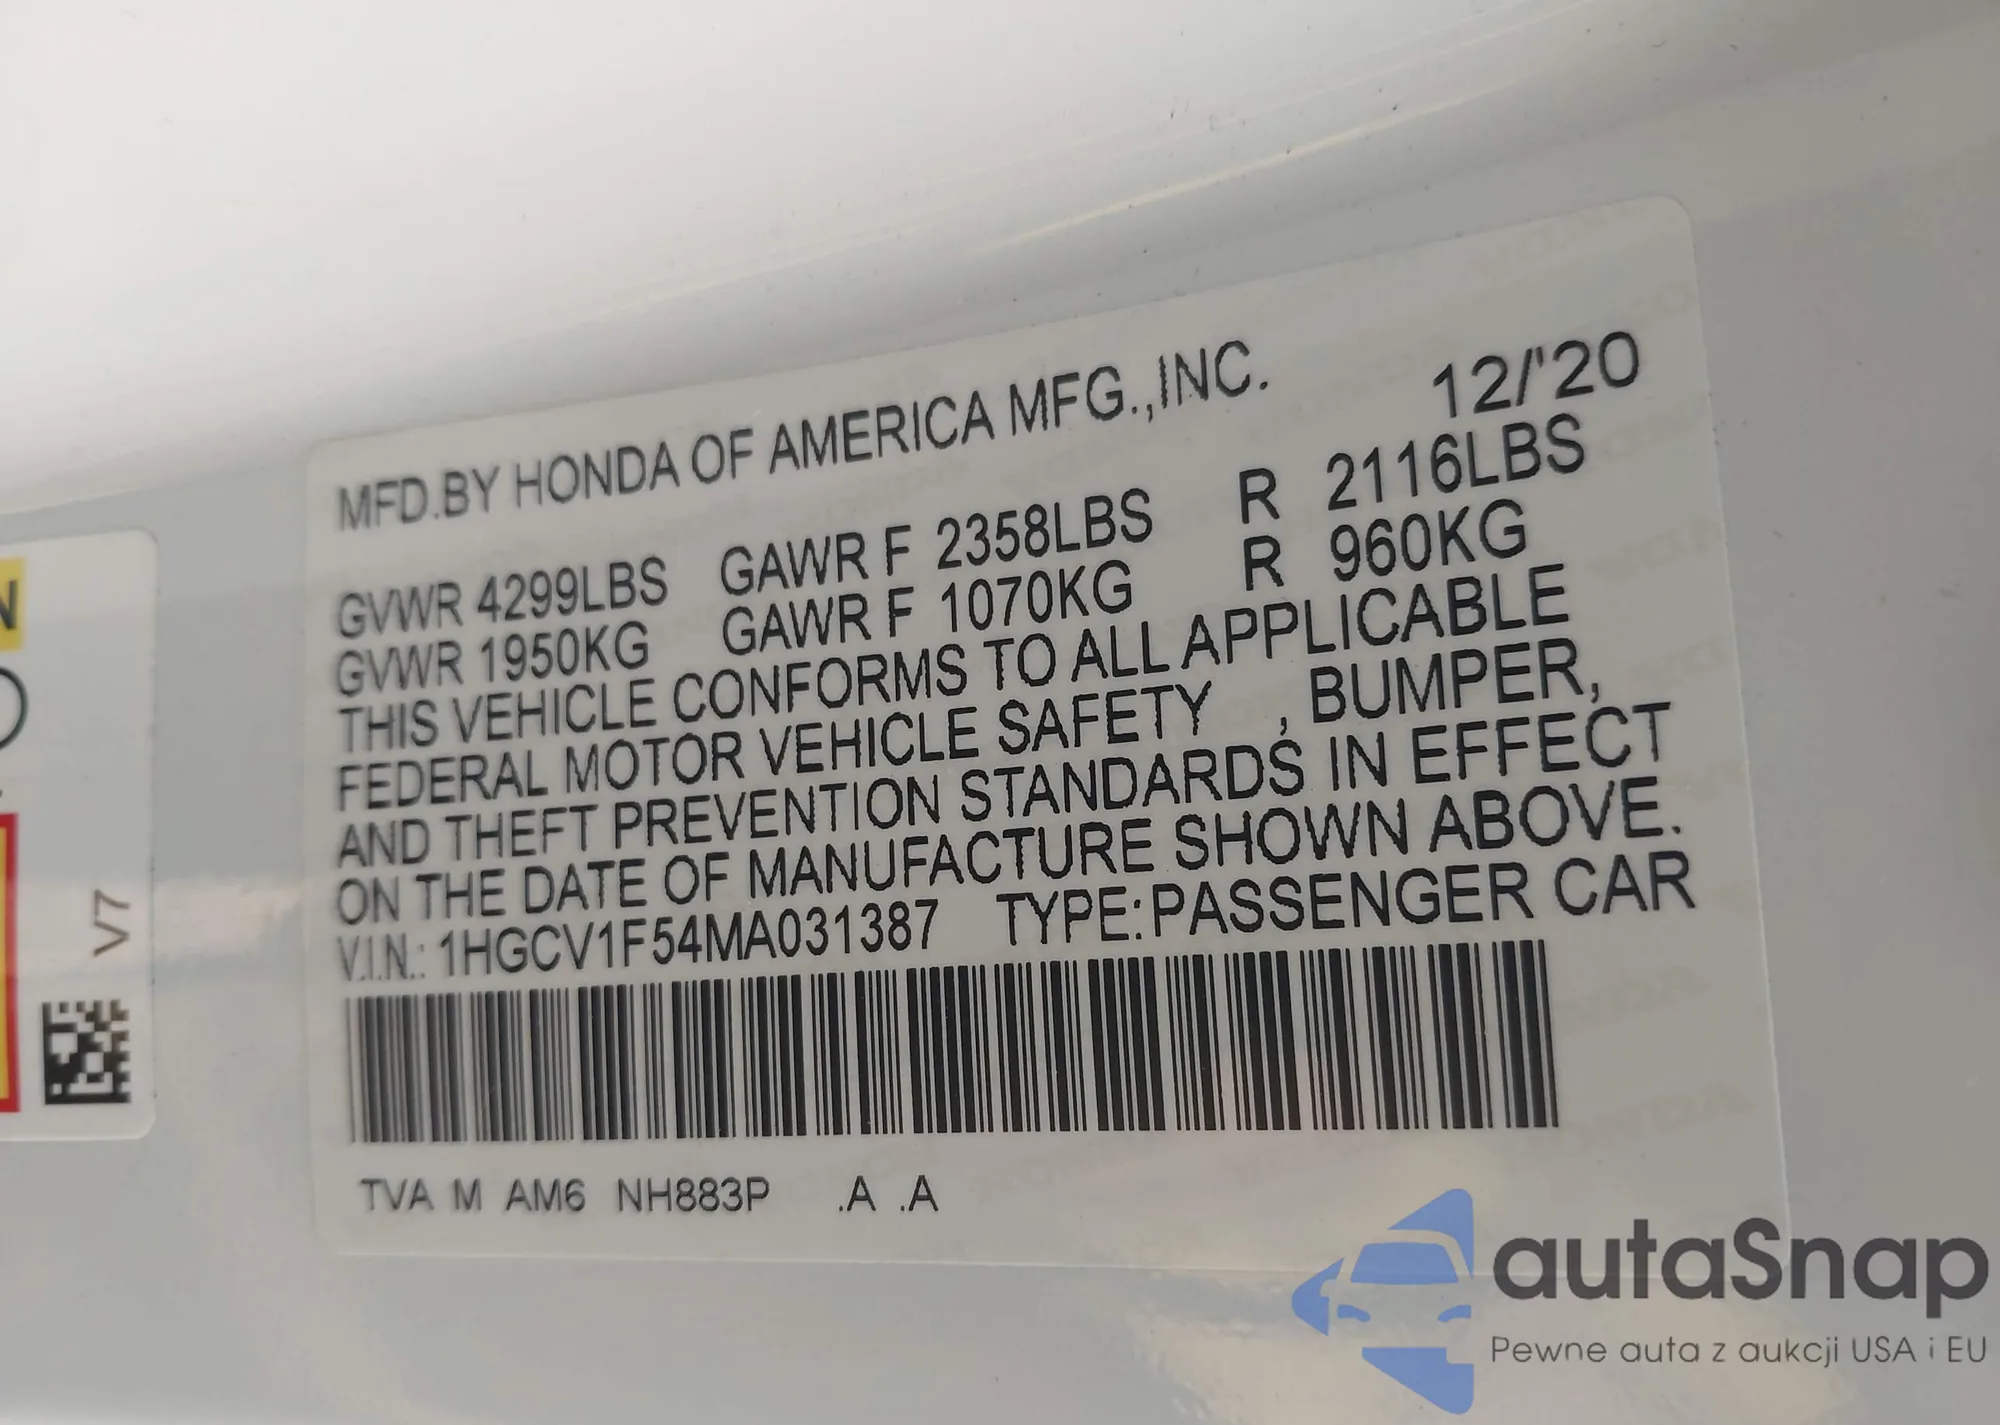 MFD.BY HONDA OF AMERICA MFG.,INC. 12/'20
GVWR 4299LBS GAWR F 2358LBS R 2116LBS
GVWR 1950KG GAWR F 1070KG R 960KG
THIS VEHICLE CONFORMS TO ALL APPLICABLE
FEDERAL MOTOR VEHICLE SAFETY , BUMPER,
AND THEFT PREVENTION STANDARDS IN EFFECT
ON THE DATE OF MANUFACTURE SHOWN ABOVE.
V.I.N.: 1HGCV1F54MA031387 TYPE:PASSENGER CAR
TVA M AM6 NH883P .A .A
N
V7
autaSnap
Pewne auta z aukcji USA i EU